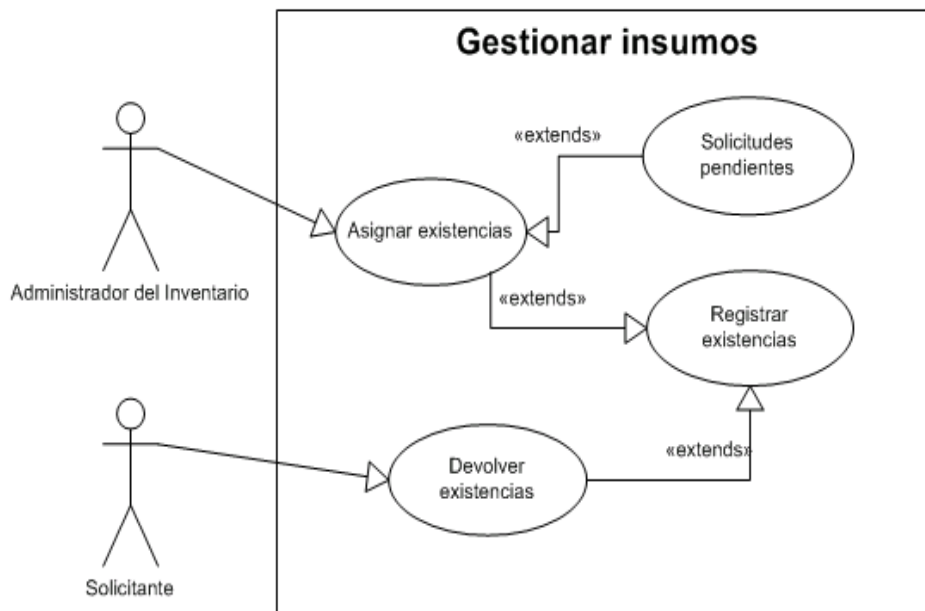 Gestionar insumos
«extends»
Solicitudes
pendientes
Asignar existencias
Administrador del Inventario
«extends»
Registrar
existencias
«extends»
Devolver
existencias
Solicitante